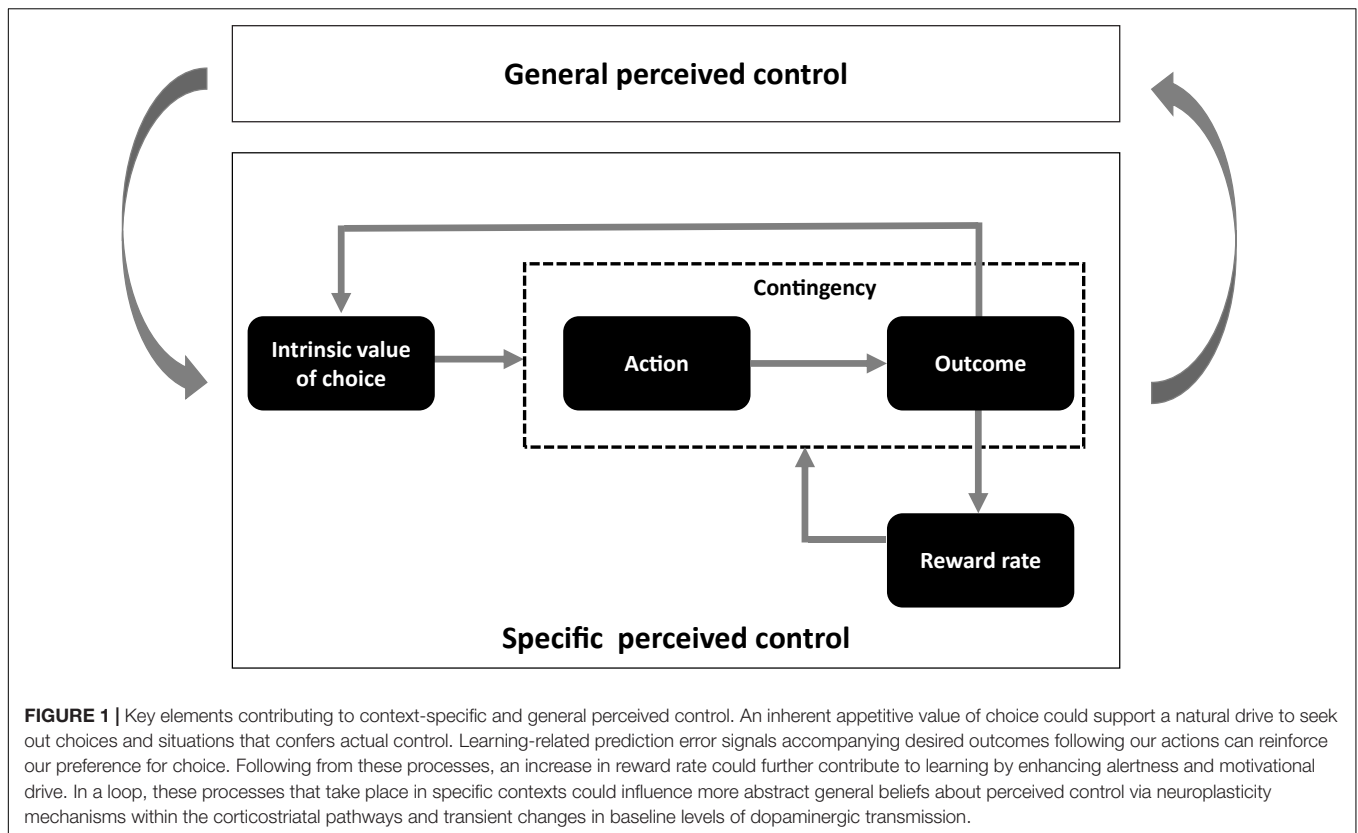 General perceived control
Contingency
Intrinsic value
of choice
Action
Outcome
Reward rate
Specific perceived control
FIGURE 1 | Key elements contributing to context-specific and general perceived control. An inherent appetitive value of choice could support a natural drive to seek
out choices and situations that confers actual control. Learning-related prediction error signals accompanying desired outcomes following our actions can reinforce
our preference for choice. Following from these processes, an increase in reward rate could further contribute to learning by enhancing alertness and motivational
drive. In a loop, these processes that take place in specific contexts could influence more abstract general beliefs about perceived control via neuroplasticity
mechanisms within the corticostriatal pathways and transient changes in baseline levels of dopaminergic transmission.